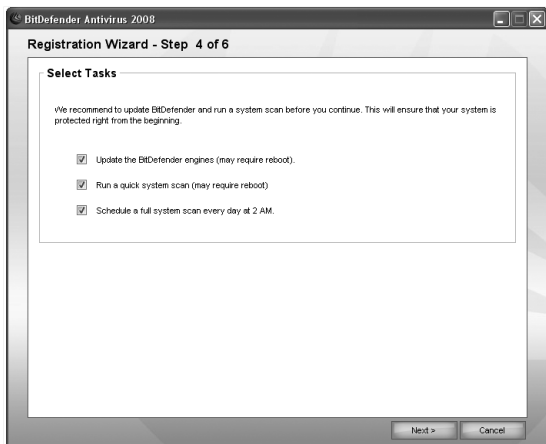 BitDefender Antivirus 2008
Registration Wizard - Step 4 of 6
Select Tasks
We recommend to update BitDefender and run a system scan before you continue. This will ensure that your system is
protected right from the beginning.
Update the BitDefender engines (may require reboot).
Run a quick system scan (may require reboot)
Schedule a full system scan every day at 2 AM.
Next >
Cancel